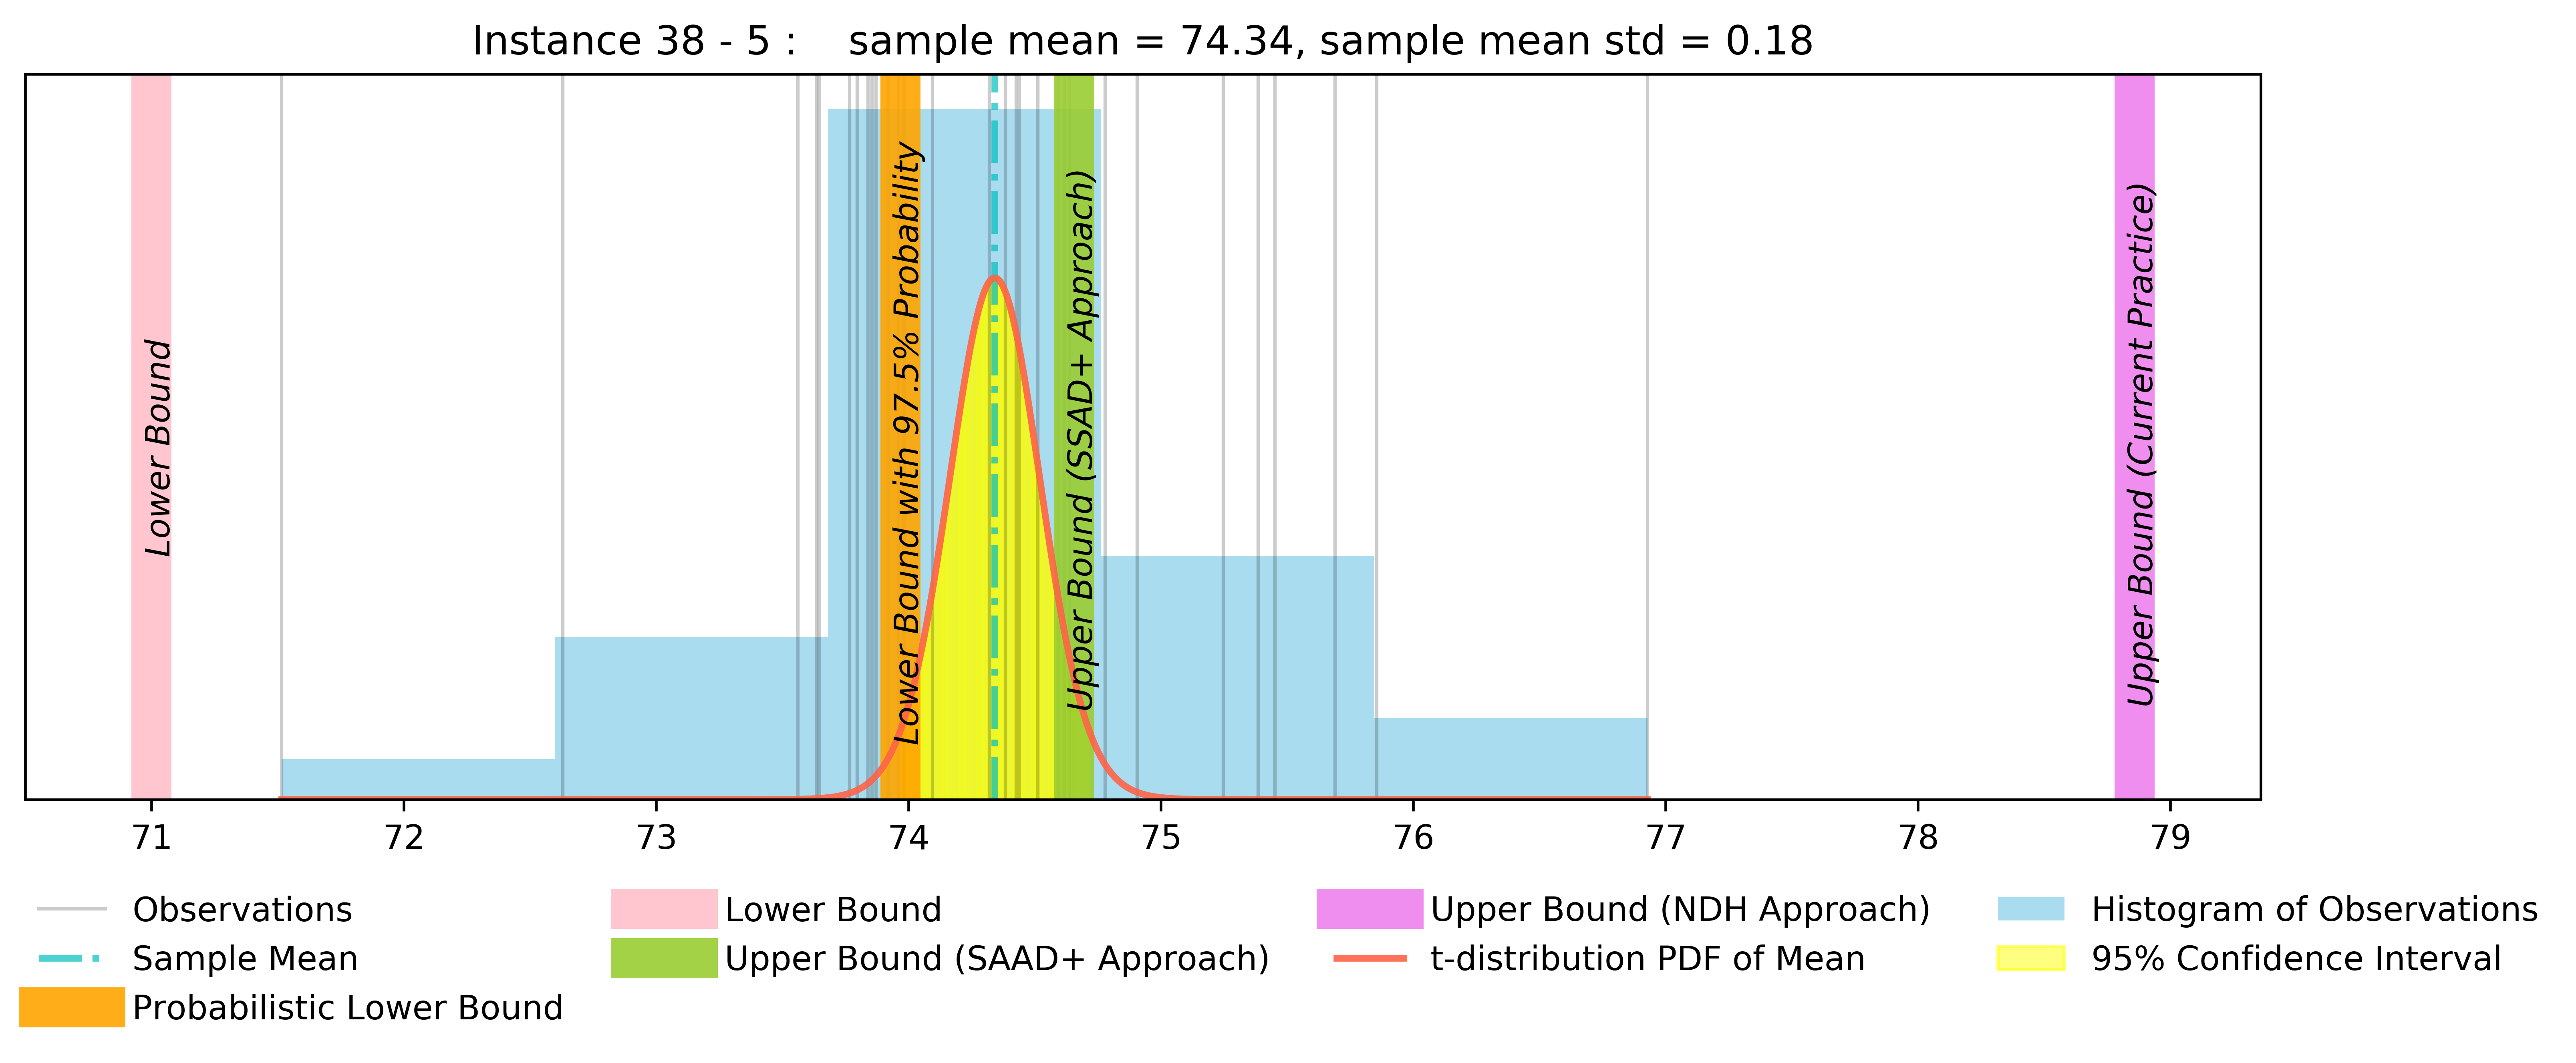 Instance 38 - 5 :    sample mean = 74.34, sample mean std = 0.18
Lower Bound
Lower Bound with 97.5% Probability
Upper Bound (SSAD+ Approach)
Upper Bound (Current Practice)
71 72 73 74 75 76 77 78 79
Observations
Sample Mean
Probabilistic Lower Bound
Lower Bound
Upper Bound (SAAD+ Approach)
Upper Bound (NDH Approach)
t-distribution PDF of Mean
Histogram of Observations
95% Confidence Interval